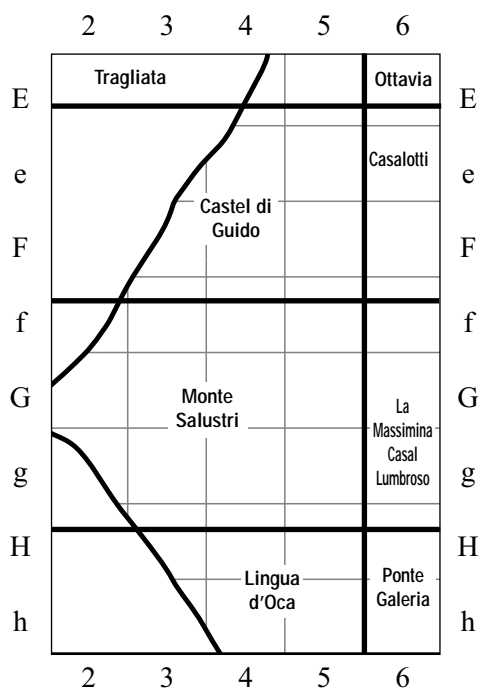 2 3 4 5 6
Tragliata
Ottavia
E E
Casalotti
e e
Castel di
Guido
F F
f f
Monte
Salustri
G G
La
Massimina
Casal
Lumbroso
g g
H H
Lingua
d'Oca
Ponte
Galeria
h h
2 3 4 5 6